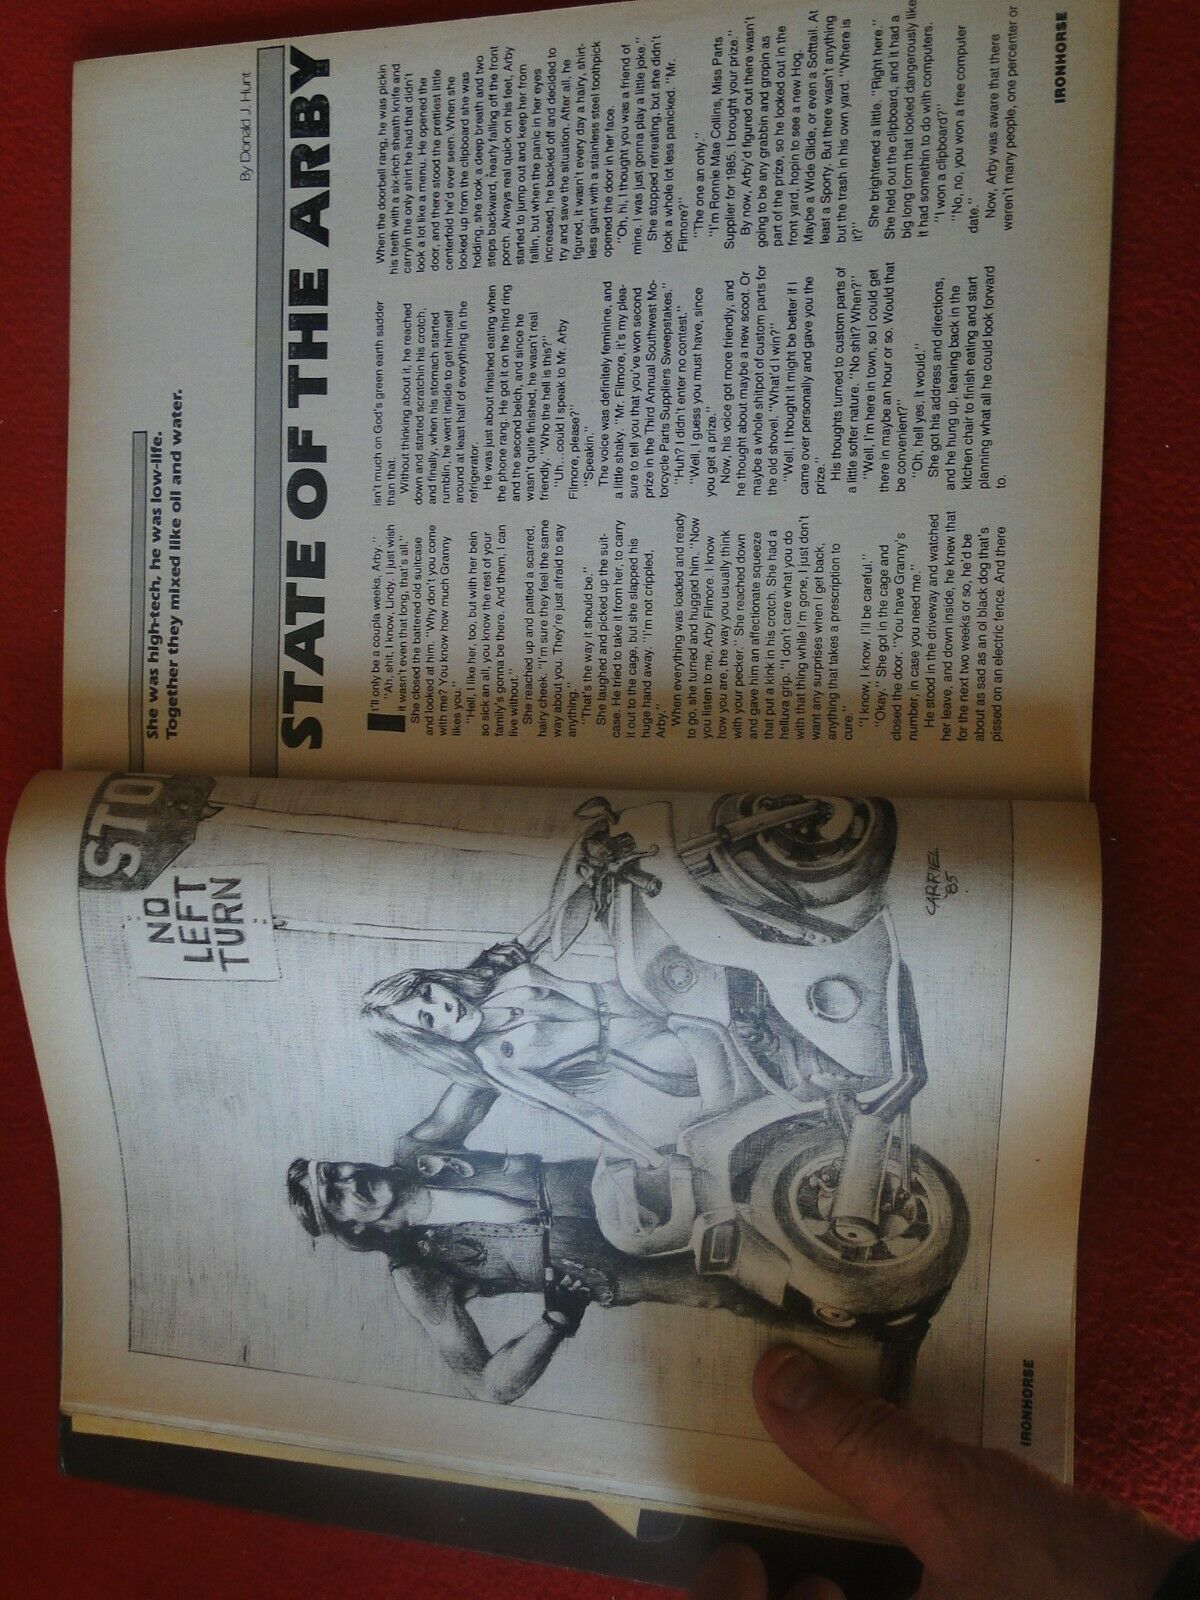 STO
NO
LEFT
TURN
CARRIEL
'85
IRONHORSE
She was high-tech, he was low-life.
Together they mixed like oil and water.
STATE OF THE ARBY
By Donald J. Hunt
I t'll only be a coupla weeks, Arby."
"Ah, shit, I know, Lindy. I just wish
it wasn't even that long, that's all."
She closed the battered old suitcase
and looked at him. "Why don't you come
with me? You know how much Granny
likes you."
"Hell, I like her, too, but with her bein
so sick an all, you know the rest of your
family's gonna be there. And them, I can
live without."
She reached up and patted a scarred,
hairy cheek. "I'm sure they feel the same
way about you. They're just afraid to say
anything."
"That's the way it should be."
She laughed and picked up the suit-
case. He tried to take it from her, to carry
it out to the cage, but she slapped his
huge hand away. "I'm not crippled,
Arby."
When everything was loaded and ready
to go, she turned and hugged him. "Now
you listen to me, Arby Filmore. I know
how you are, the way you usually think
with your pecker." She reached down
and gave him an affectionate squeeze
that put a kink in his crotch. She had a
helluva grip. "I don't care what you do
with that thing while I'm gone, I just don't
want any surprises when I get back,
anything that takes a prescription to
cure."
"I know, I know. I'll be careful."
"Okay." She got in the cage and
closed the door. "You have Granny's
number, in case you need me."
He stood in the driveway and watched
her leave, and down inside, he knew that
for the next two weeks or so, he'd be
about as sad as an ol black dog that's
pissed on an electric fence. And there
isn't much on God's green earth sadder
than that.
Without thinking about it, he reached
down and started scratchin his crotch,
and finally, when his stomach started
rumblin, he went inside to get himself
around at least half of everything in the
refrigerator.
He was just about finished eating when
the phone rang. He got it on the third ring
and the second belch, and since he
wasn't quite finished, he wasn't real
friendly. "Who the hell is this?"
"Uh...could I speak to Mr. Arby
Filmore, please?"
"Speakin."
The voice was definitely feminine, and
a little shaky. "Mr. Filmore, it's my plea-
sure to tell you that you've won second
prize in the Third Annual Southwest Mo-
torcycle Parts Suppliers Sweepstakes."
"Huh? I didn't enter no contest."
"Well, I guess you must have, since
you get a prize."
Now, his voice got more friendly, and
he thought about maybe a new scoot. Or
maybe a whole shitpot of custom parts for
the old shovel. "What'd I win?"
"Well, I thought it might be better if I
came over personally and gave you the
prize."
His thoughts turned to custom parts of
a little softer nature. "No shit? When?"
"Well, I'm here in town, so I could get
there in maybe an hour or so. Would that
be convenient?"
"Oh, hell yes, it would."
She got his address and directions,
and he hung up, leaning back in the
kitchen chair to finish eating and start
planning what all he could look forward
to.
When the doorbell rang, he was pickin
his teeth with a six-inch sheath knife and
carryin the only shirt he had that didn't
look a lot like a menu. He opened the
door, and there stood the prettiest little
centerfold he'd ever seen. When she
looked up from the clipboard she was
holding, she took a deep breath and two
steps backward, nearly falling off the front
porch. Always real quick on his feet, Arby
started to jump out and keep her from
fallin, but when the panic in her eyes
increased, he backed off and decided to
try and save the situation. After all, he
figured, it wasn't every day a hairy, shirt-
less giant with a stainless steel toothpick
opened the door in her face.
"Oh, hi, I thought you was a friend of
mine. I was just gonna play a little joke."
She stopped retreating, but she didn't
look a whole lot less panicked. "Mr.
Filmore?"
"The one an only."
"I'm Ronnie Mae Collins, Miss Parts
Supplier for 1985. I brought your prize."
By now, Arby'd figured out there wasn't
going to be any grabbin and gropin as
part of the prize, so he looked out in the
front yard, hopin to see a new Hog.
Maybe a Wide Glide, or even a Softtail. At
least a Sporty. But there wasn't anything
but the trash in his own yard. "Where is
it?"
She brightened a little. "Right here."
She held out the clipboard, and it had a
big long form that looked dangerously like
it had somethin to do with computers.
"I won a clipboard?"
"No, no, you won a free computer
date."
Now, Arby was aware that there
weren't many people, one percenter or
IRONHORSE